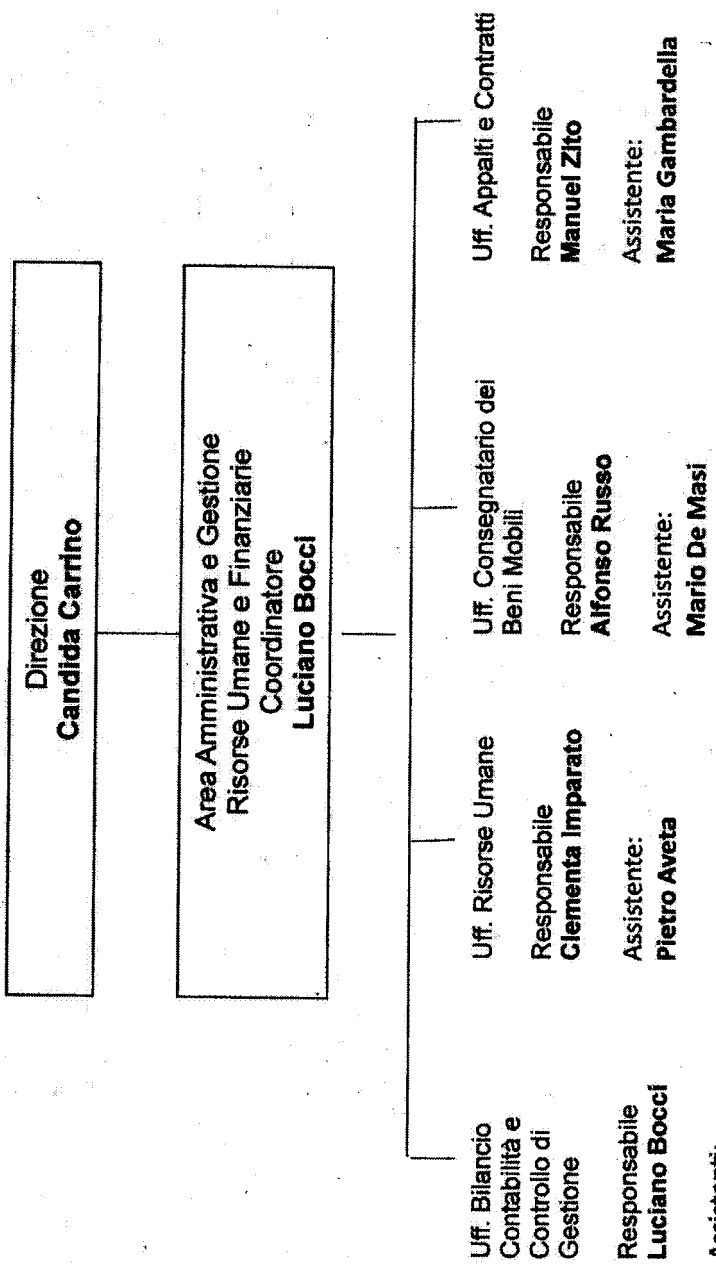 Direzione
Candida Carrino
Area Amministrativa e Gestione
Risorse Umane e Finanziarie
Coordinatore
Luciano Bocci
Uff. Bilancio
Contabilità e
Controllo di
Gestione
Responsabile
Luciano Bocci
Uff. Risorse Umane
Responsabile
Clementa Imparato
Assistente:
Pietro Aveta
Uff. Consegnatario dei
Beni Mobili
Responsabile
Alfonso Russo
Assistente:
Mario De Masi
Uff. Appalti e Contratti
Responsabile
Manuel Zito
Assistente:
Maria Gambardella